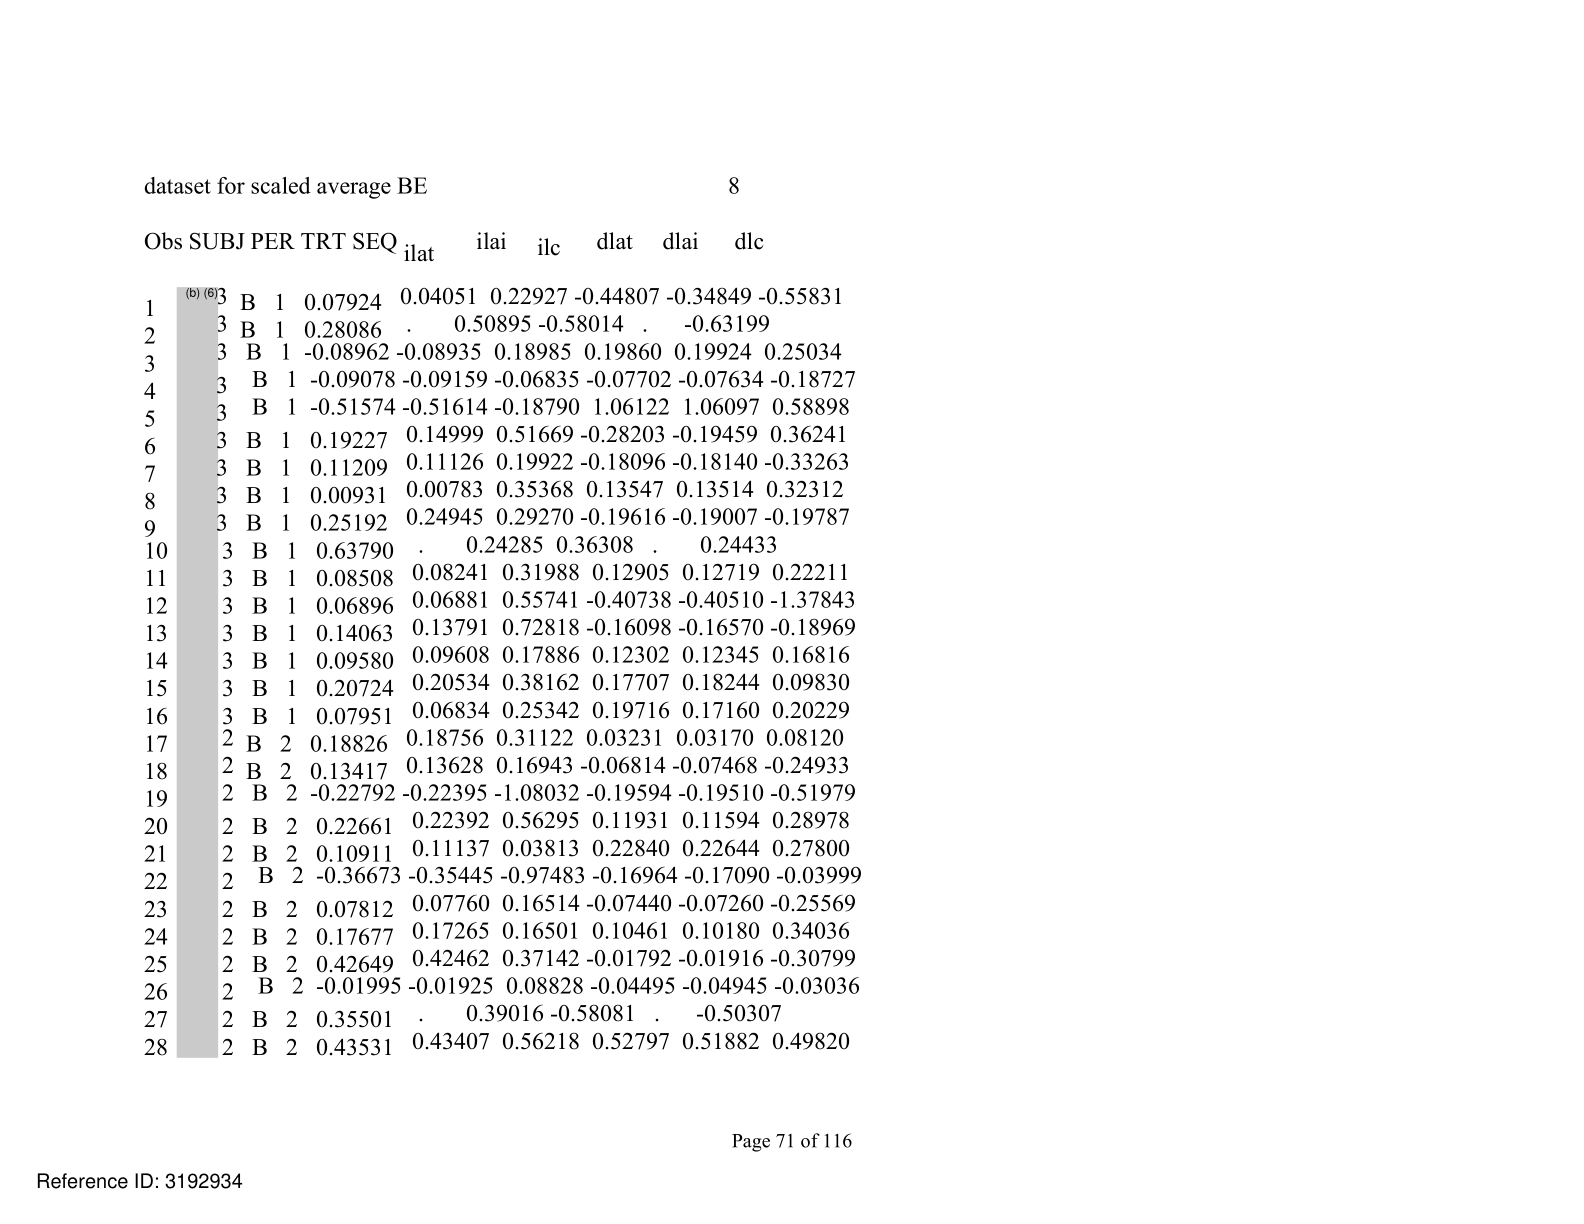 dataset for scaled average BE 8
Obs SUBJ PER TRT SEQ ilat ilai ilc dlat dlai dlc
1 (b) (6) 3 B 1 0.07924 0.04051 0.22927 -0.44807 -0.34849 -0.55831
2 3 B 1 0.28086 . 0.50895 -0.58014 . -0.63199
3 3 B 1 -0.08962 -0.08935 0.18985 0.19860 0.19924 0.25034
4 3 B 1 -0.09078 -0.09159 -0.06835 -0.07702 -0.07634 -0.18727
5 3 B 1 -0.51574 -0.51614 -0.18790 1.06122 1.06097 0.58898
6 3 B 1 0.19227 0.14999 0.51669 -0.28203 -0.19459 0.36241
7 3 B 1 0.11209 0.11126 0.19922 -0.18096 -0.18140 -0.33263
8 3 B 1 0.00931 0.00783 0.35368 0.13547 0.13514 0.32312
9 3 B 1 0.25192 0.24945 0.29270 -0.19616 -0.19007 -0.19787
10 3 B 1 0.63790 . 0.24285 0.36308 . 0.24433
11 3 B 1 0.08508 0.08241 0.31988 0.12905 0.12719 0.22211
12 3 B 1 0.06896 0.06881 0.55741 -0.40738 -0.40510 -1.37843
13 3 B 1 0.14063 0.13791 0.72818 -0.16098 -0.16570 -0.18969
14 3 B 1 0.09580 0.09608 0.17886 0.12302 0.12345 0.16816
15 3 B 1 0.20724 0.20534 0.38162 0.17707 0.18244 0.09830
16 3 B 1 0.07951 0.06834 0.25342 0.19716 0.17160 0.20229
17 2 B 2 0.18826 0.18756 0.31122 0.03231 0.03170 0.08120
18 2 B 2 0.13417 0.13628 0.16943 -0.06814 -0.07468 -0.24933
19 2 B 2 -0.22792 -0.22395 -1.08032 -0.19594 -0.19510 -0.51979
20 2 B 2 0.22661 0.22392 0.56295 0.11931 0.11594 0.28978
21 2 B 2 0.10911 0.11137 0.03813 0.22840 0.22644 0.27800
22 2 B 2 -0.36673 -0.35445 -0.97483 -0.16964 -0.17090 -0.03999
23 2 B 2 0.07812 0.07760 0.16514 -0.07440 -0.07260 -0.25569
24 2 B 2 0.17677 0.17265 0.16501 0.10461 0.10180 0.34036
25 2 B 2 0.42649 0.42462 0.37142 -0.01792 -0.01916 -0.30799
26 2 B 2 -0.01995 -0.01925 0.08828 -0.04495 -0.04945 -0.03036
27 2 B 2 0.35501 . 0.39016 -0.58081 . -0.50307
28 2 B 2 0.43531 0.43407 0.56218 0.52797 0.51882 0.49820
Page 71 of 116
Reference ID: 3192934